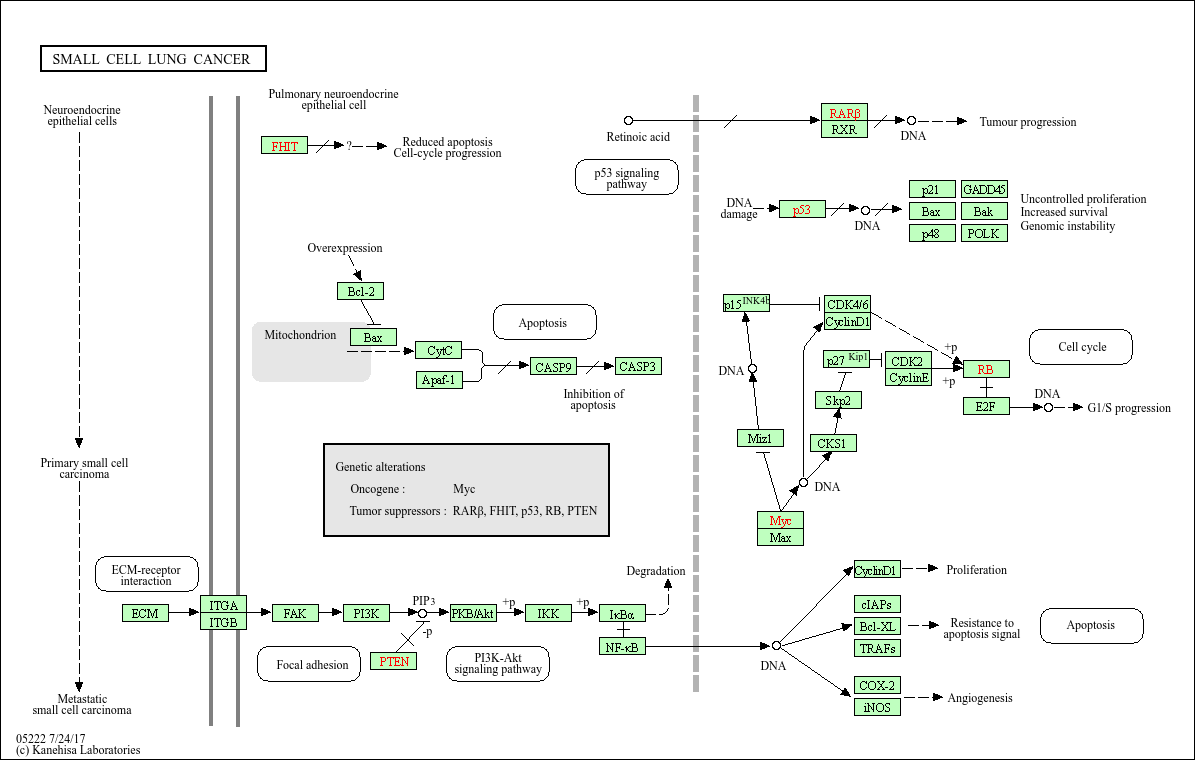 SMALL CELL LUNG CANCER
Neuroendocrine
epithelial cells
Primary small cell
carcinoma
Metastatic
small cell carcinoma
Pulmonary neuroendocrine
epithelial cell
FHIT
?
Reduced apoptosis
Cell-cycle progression
Retinoic acid
RARβ
RXR
DNA
Tumour progression
p53 signaling
pathway
DNA
damage
p53
DNA
p21
GADD45
Bax
Bak
p48
POLK
Uncontrolled proliferation
Increased survival
Genomic instability
Overexpression
Bcl-2
Mitochondrion
Bax
CytC
Apaf-1
CASP9
CASP3
Apoptosis
Inhibition of
apoptosis
p15INK4b
CDK4/6
CyclinD1
p27 Kip1
CDK2
CyclinE
+p
+p
RB
E2F
DNA
G1/S progression
Cell cycle
DNA
Skp2
Miz1
CKS1
DNA
Myc
Max
Genetic alterations
Oncogene : Myc
Tumor suppressors : RARβ, FHIT, p53, RB, PTEN
ECM-receptor
interaction
ECM
ITGA
ITGB
FAK
PI3K
PIP3
PKB/Akt
+p
IKK
+p
IκBα
NF-κB
Degradation
-p
PTEN
Focal adhesion
PI3K-Akt
signaling pathway
DNA
CyclinD1
Proliferation
cIAPs
Bcl-XL
TRAFs
Resistance to
apoptosis signal
Apoptosis
COX-2
iNOS
Angiogenesis
05222 7/24/17
(c) Kanehisa Laboratories